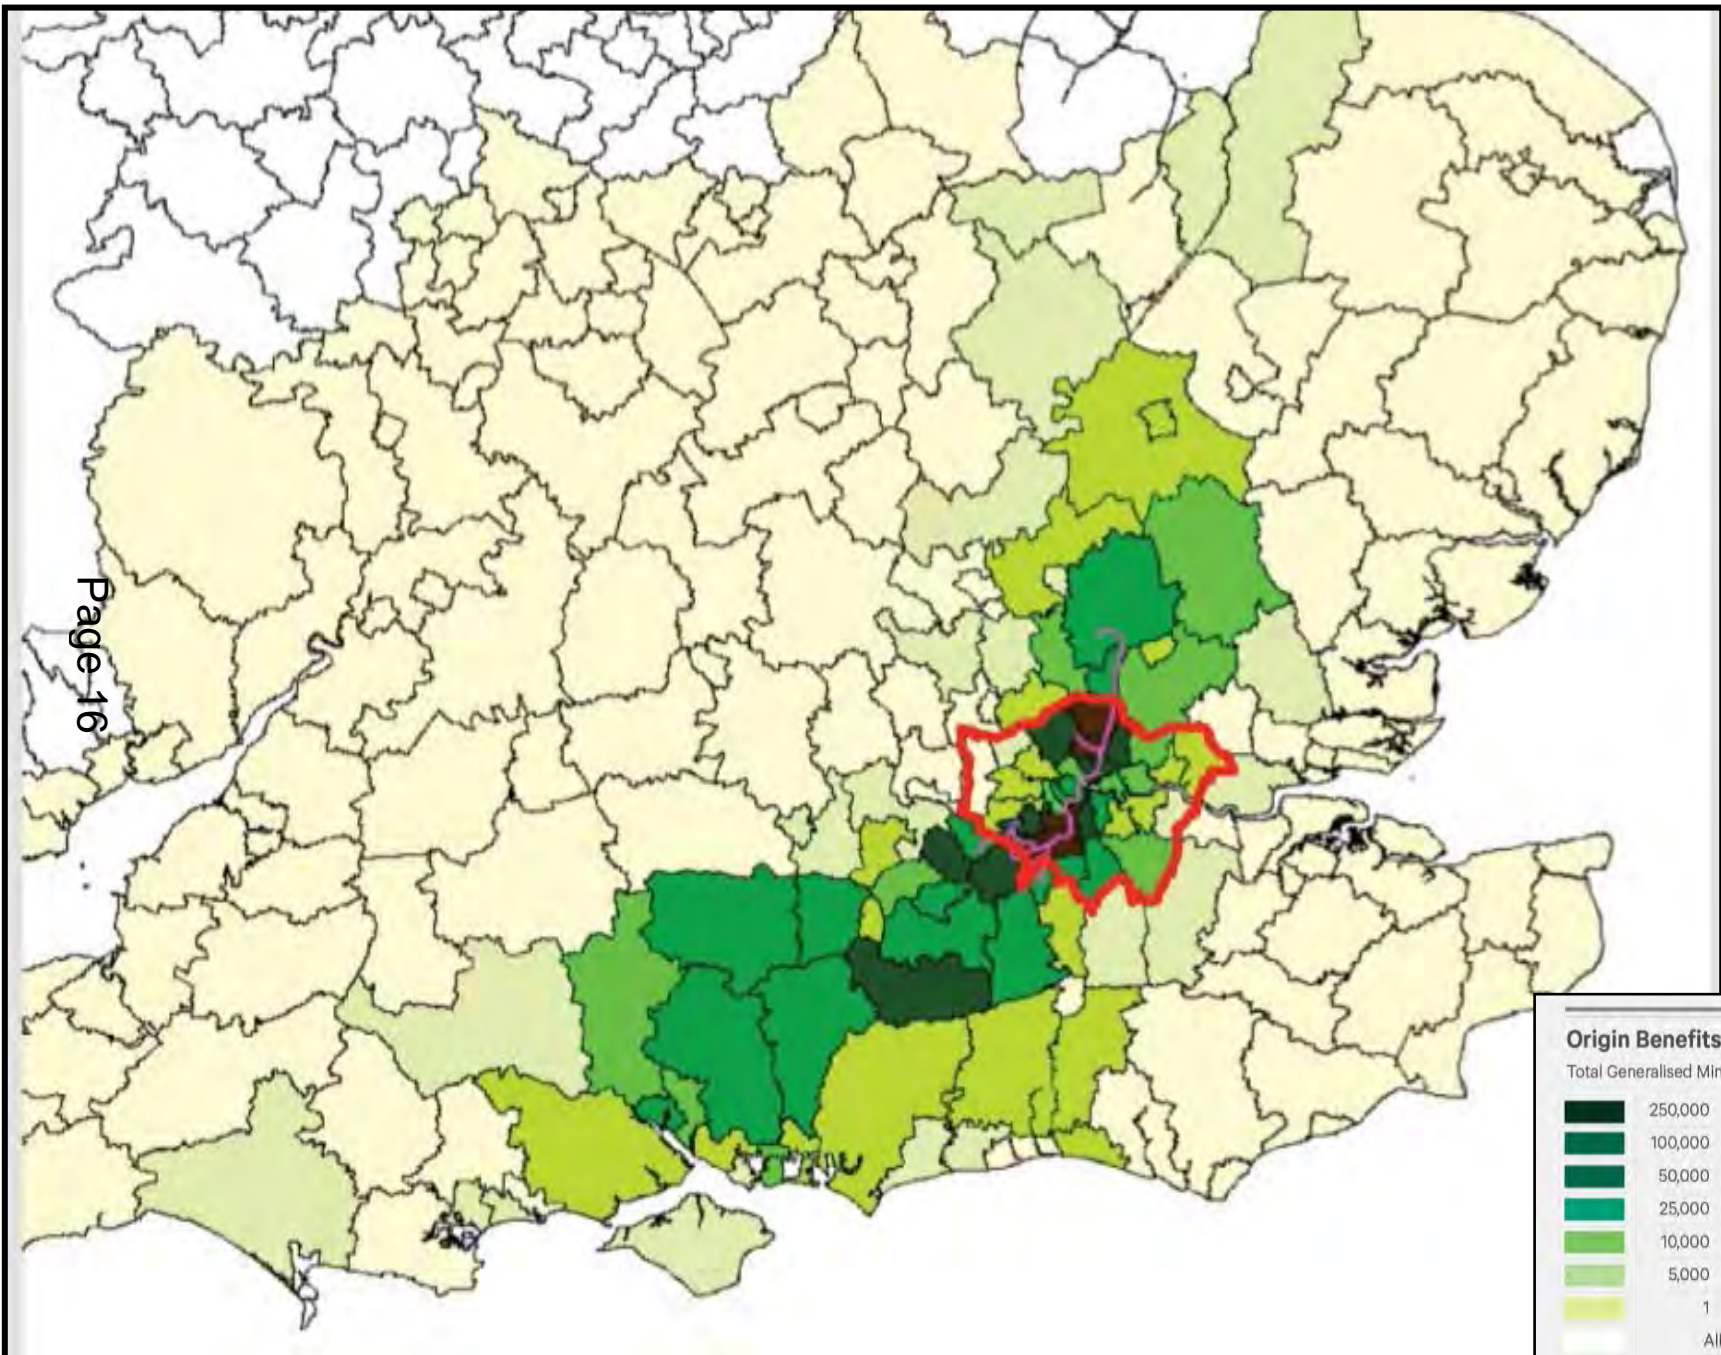 Page 16
Origin Benefits
Total Generalised Min
250,000
100,000
50,000
25,000
10,000
5,000
1
All